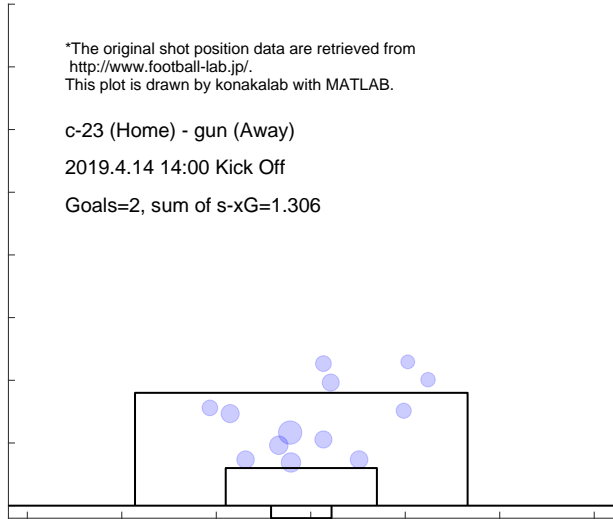 *The original shot position data are retrieved from
http://www.football-lab.jp/.
This plot is drawn by konakalab with MATLAB.
c-23 (Home) - gun (Away)
2019.4.14 14:00 Kick Off
Goals=2, sum of s-xG=1.306